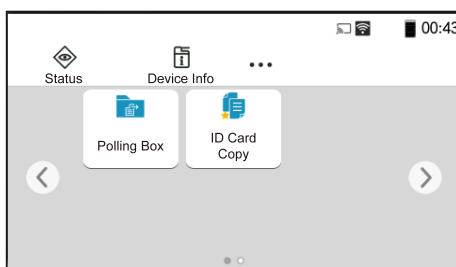 00:43
Status
Device Info
Polling Box
ID Card
Copy